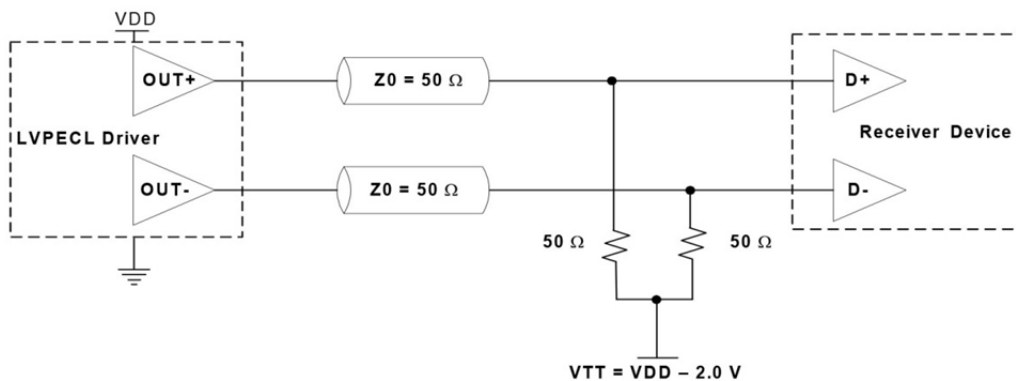 VDD
OUT+
Z0 = 50 Ω
D+
LVPECL Driver
Receiver Device
OUT-
Z0 = 50 Ω
D-
50 Ω
50 Ω
VTT = VDD – 2.0 V